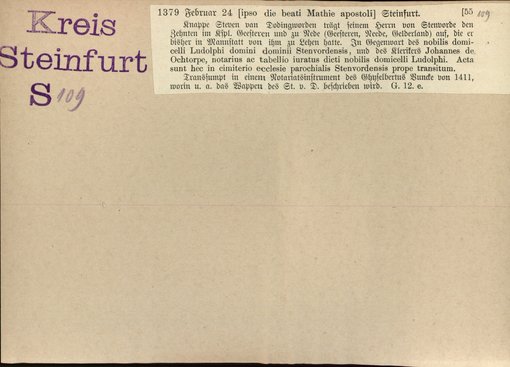 Kreis
Steinfurt
S 109
1379 Februar 24 [ipso die beati Mathie apostoli] Steinfurt. [55 109
Knappe Steven van Dodingworden trägt seinem Herrn von Stenvorde den
Zehnten im Kspl. Geesteren und zu Rede (Geesteren, Neede, Gelderland) auf, die er
bisher in Mannstatt von ihm zu Lehen hatte. In Gegenwart des nobilis domi-
celli Ludolphi domini dominii Stenvordensis, und des Klerikers Johannes de
Ochtorpe, notarius ac tabellio iuratus dicti nobilis domicelli Ludolphi. Acta
sunt hec in cimiterio ecclesie parochialis Stenvordensis prope transitum.
Transsumpt in einem Notariatsinstrument des Ghyselbertus Buncke von 1411,
worin u. a. das Wappen des St. v. D. beschrieben wird. G. 12. e.